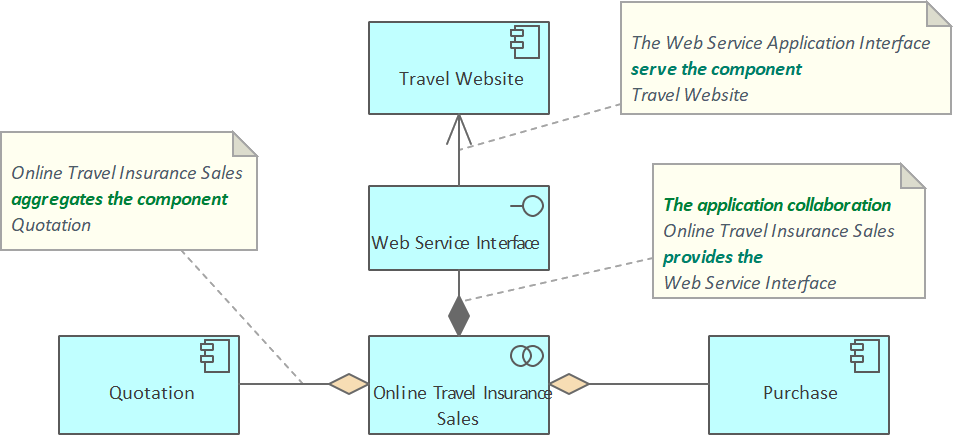 Travel Website
The Web Service Application Interface
serve the component
Travel Website
Online Travel Insurance Sales
aggregates the component
Quotation
Web Service Interface
The application collaboration
Online Travel Insurance Sales
provides the
Web Service Interface
Quotation
Online Travel Insurance
Sales
Purchase